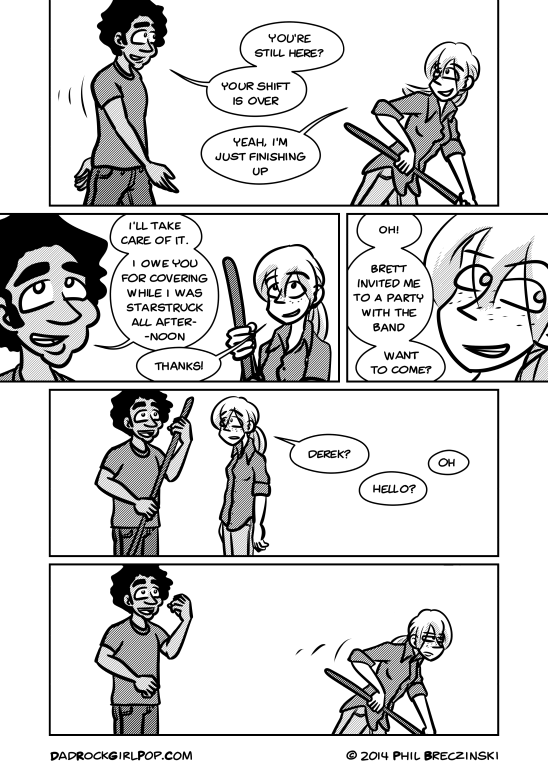 YOU'RE
STILL HERE?
YOUR SHIFT
IS OVER
YEAH, I'M
JUST FINISHING
UP
I'LL TAKE
CARE OF IT.
I OWE YOU
FOR COVERING
WHILE I WAS
STARSTRUCK
ALL AFTER-
-NOON
THANKS!
OH!
BRETT
INVITED ME
TO A PARTY
WITH THE
BAND
WANT
TO COME?
DEREK?
HELLO?
OH
DADROCKGIRLPOP.COM
© 2014 PHIL BRECZINSKI